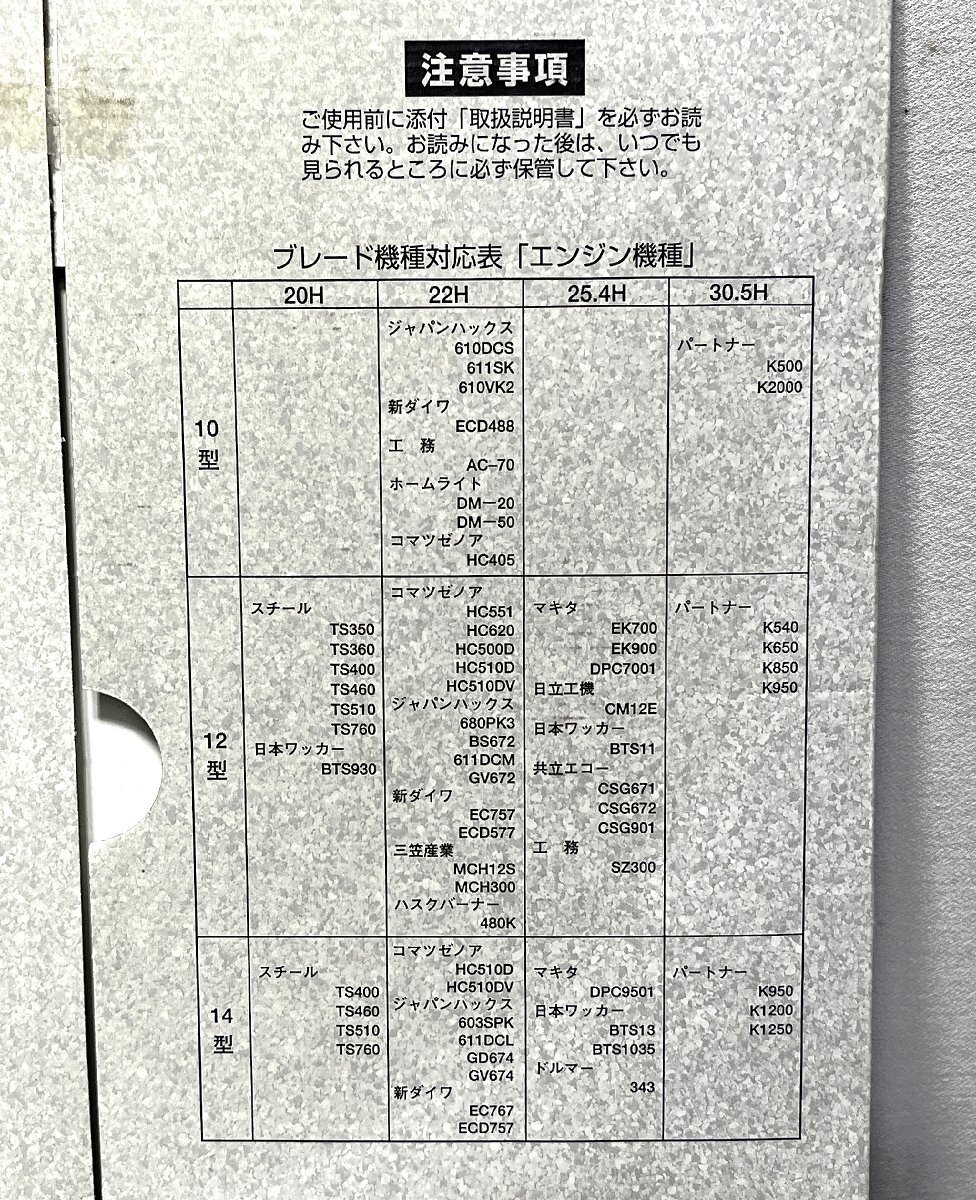 注意事項
ご使用前に添付「取扱説明書」を必ずお読
み下さい。お読みになった後は、いつでも
見られるところに必ず保管して下さい。
ブレード機種対応表「エンジン機種」
20H 22H 25.4H 30.5H
10
型
ジャパンハックス
610DCS
611SK
610VK2
新ダイワ
ECD488
工 務
AC-70
ホームライト
DM-20
DM-50
コマツゼノア
HC405
パートナー
K500
K2000
12
型
スチール
TS350
TS360
TS400
TS460
TS510
TS760
日本ワッカー
BTS930
コマツゼノア
HC551
HC620
HC500D
HC510D
HC510DV
ジャパンハックス
680PK3
BS672
611DCM
GV672
新ダイワ
EC757
ECD577
三笠産業
MCH12S
MCH300
ハスクバーナー
480K
マキタ
EK700
EK900
DPC7001
日立工機
CM12E
日本ワッカー
BTS11
共立エコー
CSG671
CSG672
CSG901
工 務
SZ300
パートナー
K540
K650
K850
K950
14
型
スチール
TS400
TS460
TS510
TS760
コマツゼノア
HC510D
HC510DV
ジャパンハックス
603SPK
611DCL
GD674
GV674
新ダイワ
EC767
ECD757
マキタ
DPC9501
日本ワッカー
BTS13
BTS1035
ドルマー
343
パートナー
K950
K1200
K1250